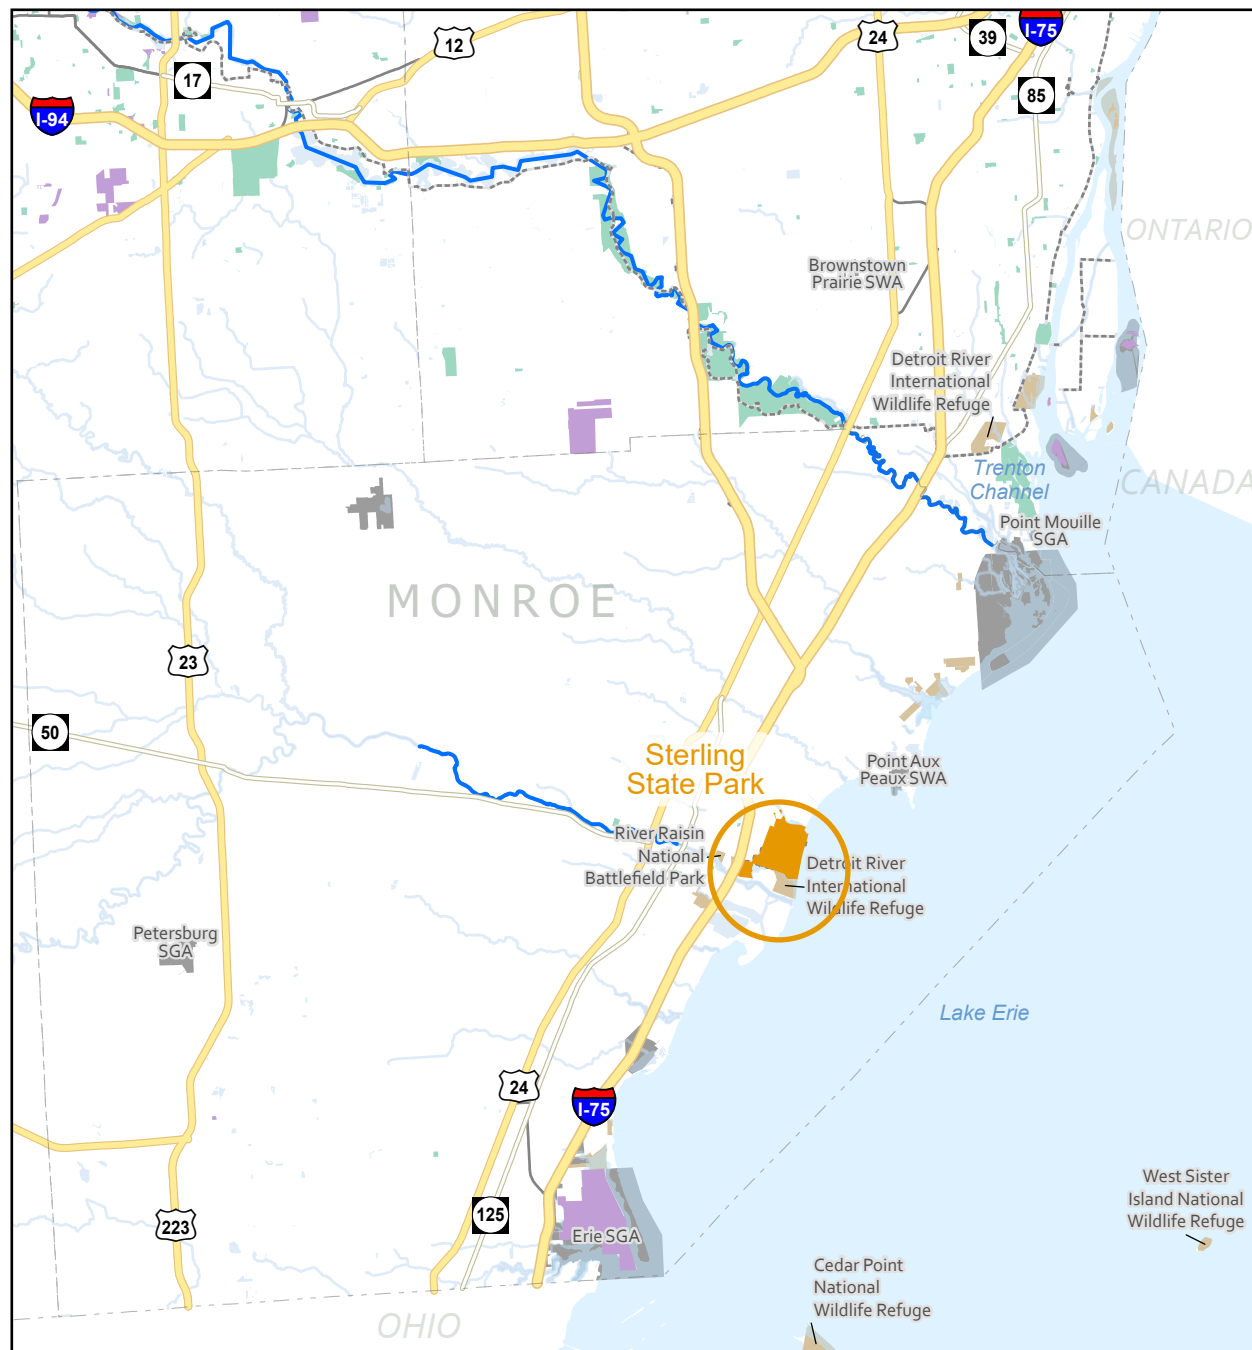 I-75
24
39
12
17
85
I-94
ONTARIO
Brownstown
Prairie SWA
Detroit River
International
Wildlife Refuge
Trenton
Channel
CANADA
Point Mouille
SGA
MONROE
23
50
Sterling
State Park
Point Aux
Peaux SWA
River Raisin
National
Battlefield Park
Detroit River
International
Wildlife Refuge
Petersburg
SGA
Lake Erie
24
I-75
West Sister
Island National
Wildlife Refuge
125
223
Erie SGA
Cedar Point
National
Wildlife Refuge
OHIO